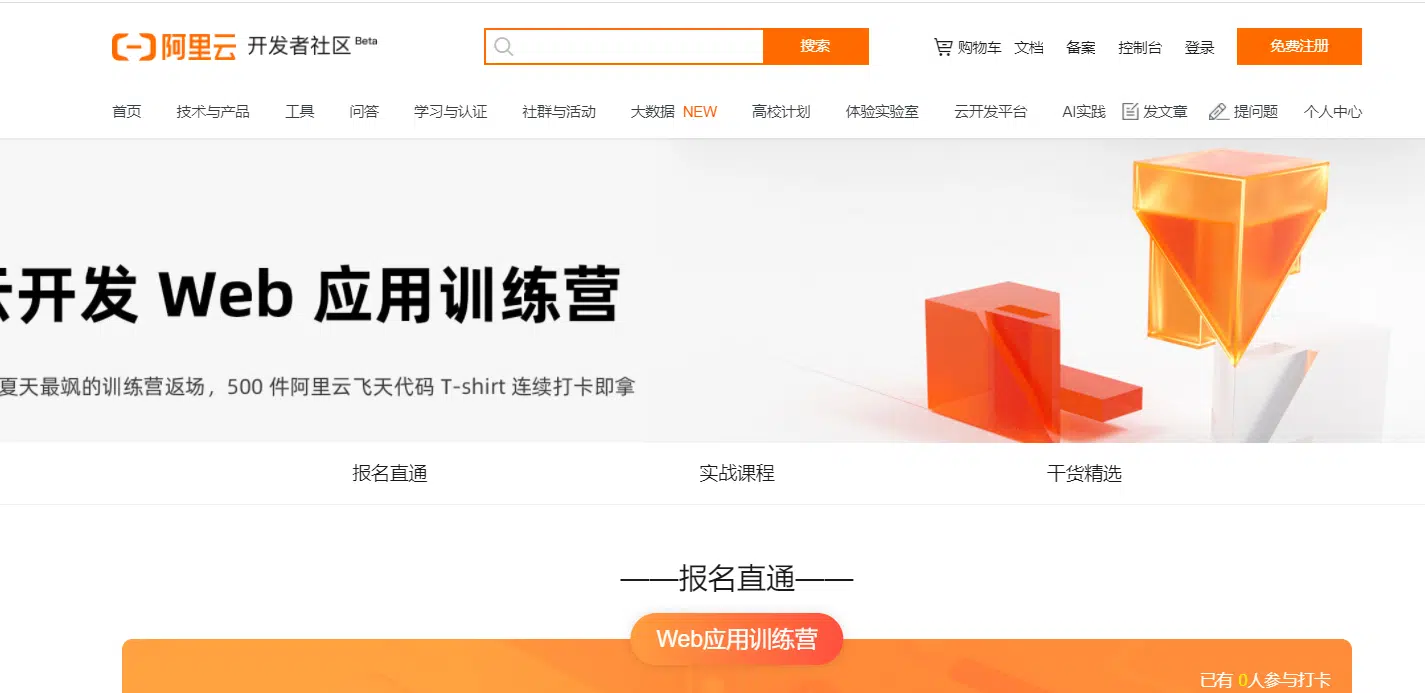 阿里云 开发者社区 Beta
搜索 购物车 文档 备案 控制台 登录 免费注册
首页 技术与产品 工具 问答 学习与认证 社群与活动 大数据 NEW 高校计划 体验实验室 云开发平台 AI实践 发文章 提问题 个人中心
云开发 Web 应用训练营
夏天最飒的训练营返场，500 件阿里云飞天代码 T-shirt 连续打卡即拿
报名直通 实战课程 干货精选
——报名直通——
Web应用训练营
已有 0人参与打卡